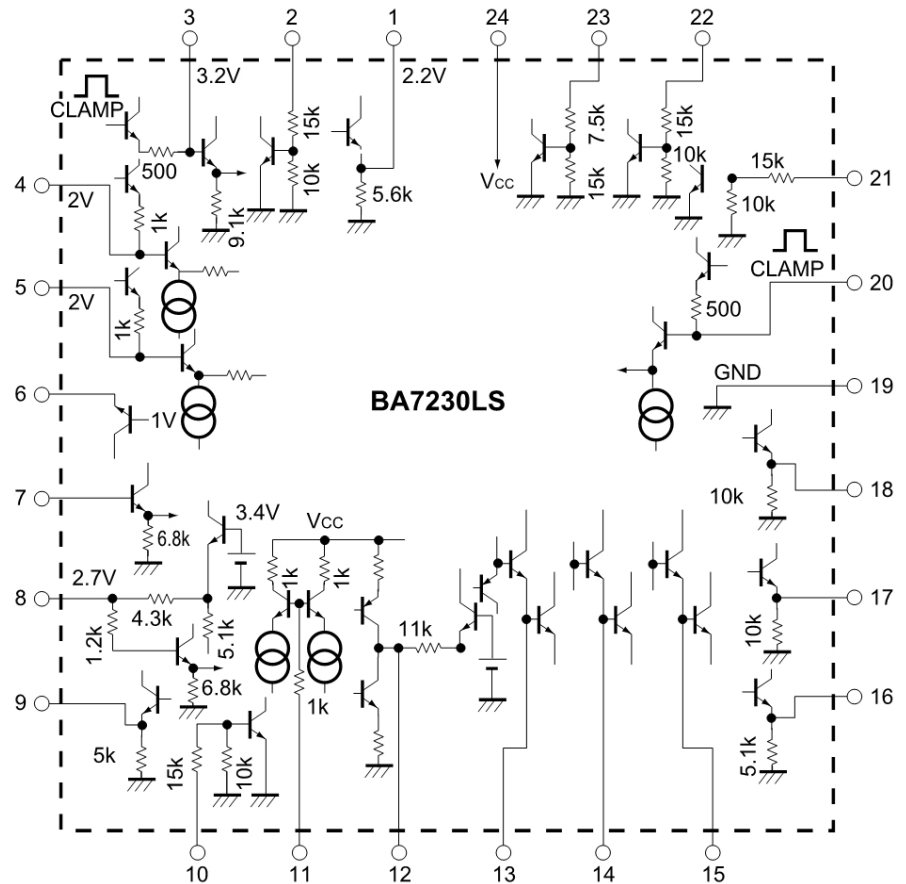 3 2 1 24 23 22
3.2V 2.2V
CLAMP
500
15k
10k
9.1k
5.6k
VCC
7.5k
15k
15k
10k
15k
10k
21
4
2V
1k
CLAMP
500
20
5
2V
1k
BA7230LS
GND
19
6
1V
10k
18
7
6.8k
3.4V
VCC
8
2.7V
4.3k
1.2k
5.1k
6.8k
1k
1k
11k
1k
10k
17
9
5k
15k
10k
5.1k
16
10 11 12 13 14 15